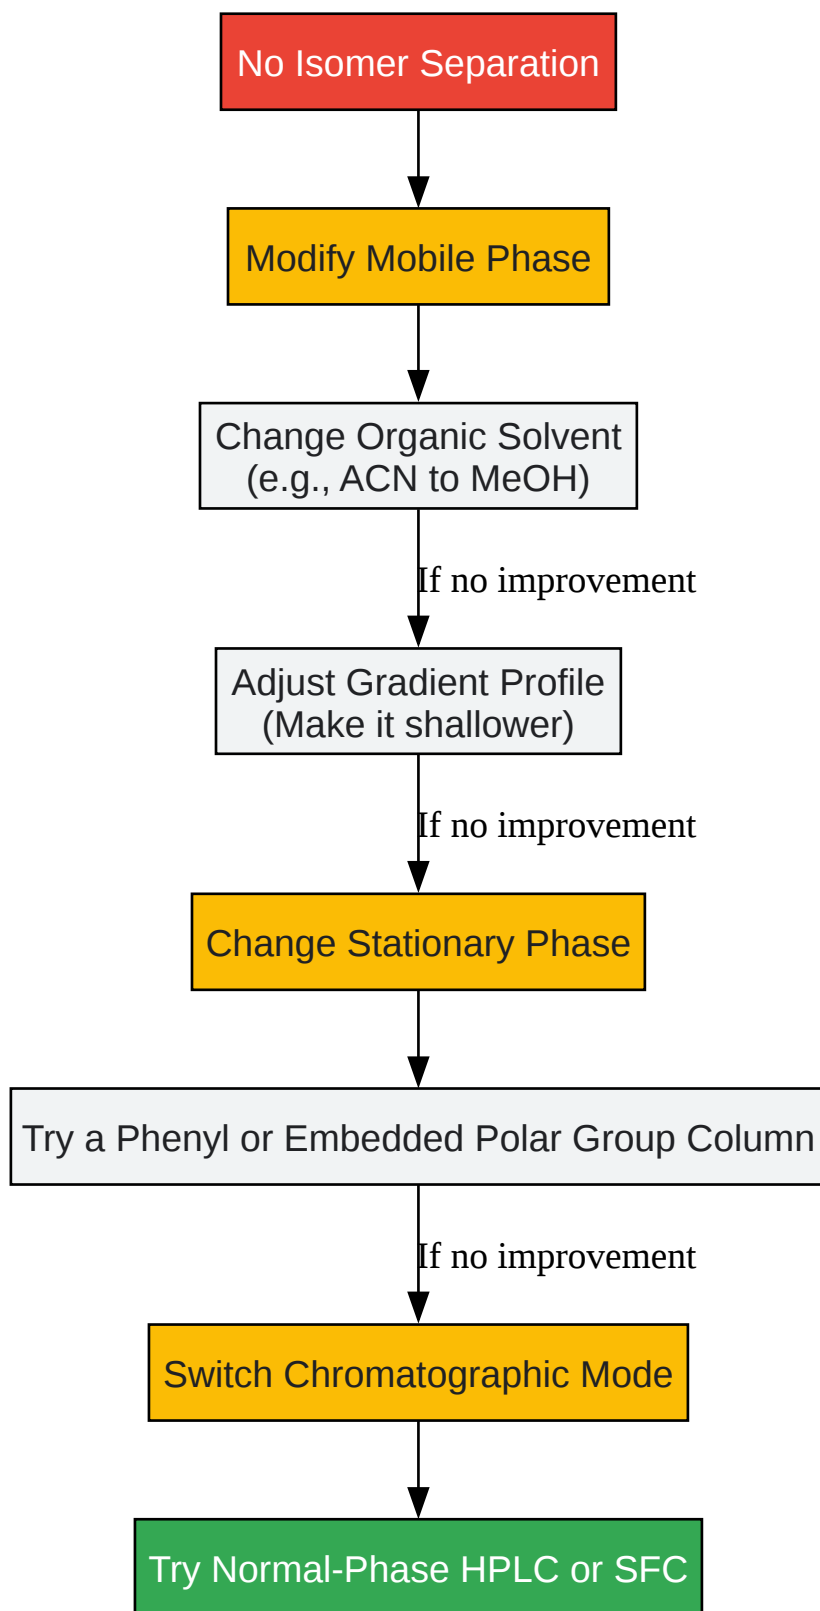 No Isomer Separation
Modify Mobile Phase
Change Organic Solvent
(e.g., ACN to MeOH)
If no improvement
Adjust Gradient Profile
(Make it shallower)
If no improvement
Change Stationary Phase
Try a Phenyl or Embedded Polar Group Column
If no improvement
Switch Chromatographic Mode
Try Normal-Phase HPLC or SFC